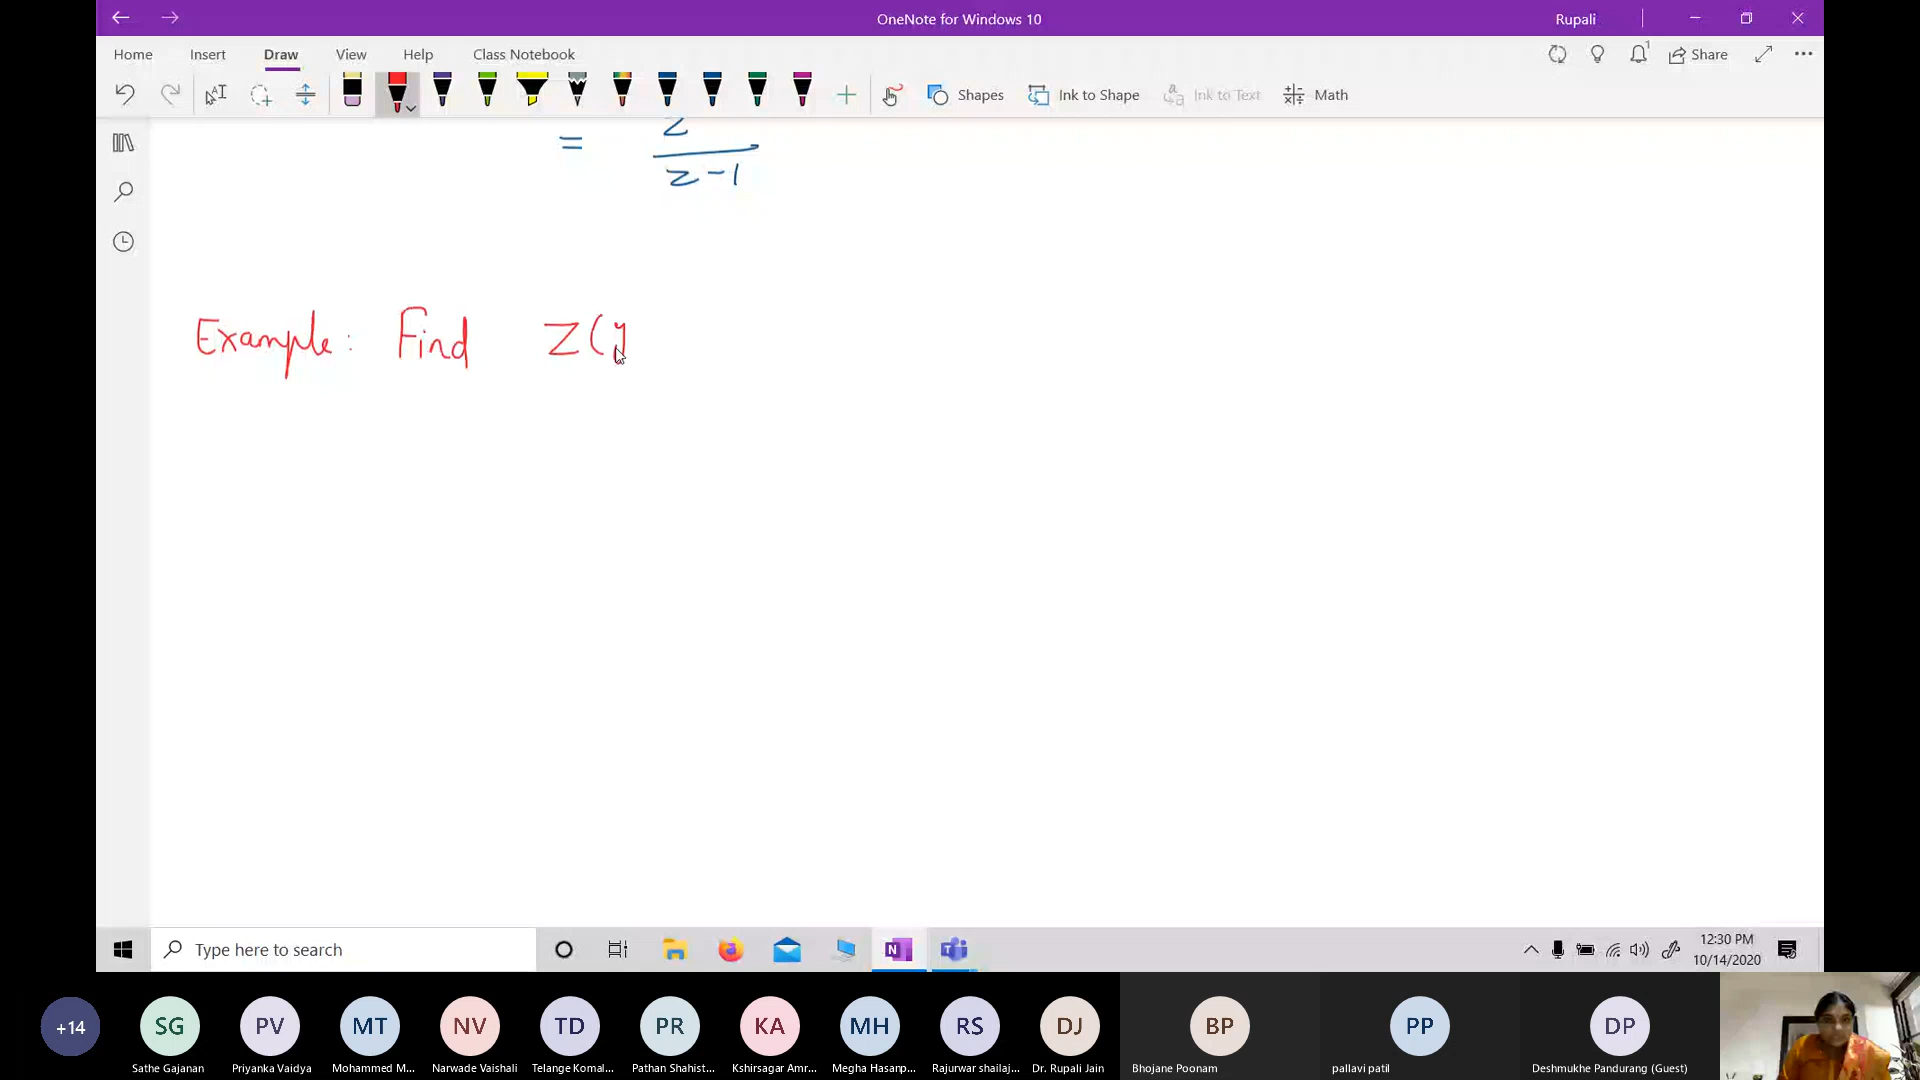 OneNote for Windows 10
Rupali
Home Insert Draw View Help Class Notebook
1
Share
Shapes Ink to Shape Ink to Text Math
= z
z-1
Example: Find Z(y
Type here to search
12:30 PM
10/14/2020
+14 SG PV MT NV TD PR KA MH RS DJ BP PP DP
Sathe Gajanan Priyanka Vaidya Mohammed M... Narwade Vaishali Telange Komal... Pathan Shahist... Kshirsagar Amr... Megha Hasanp... Rajurwar shailaj... Dr. Rupali Jain Bhojane Poonam pallavi patil Deshmukhe Pandurang (Guest)